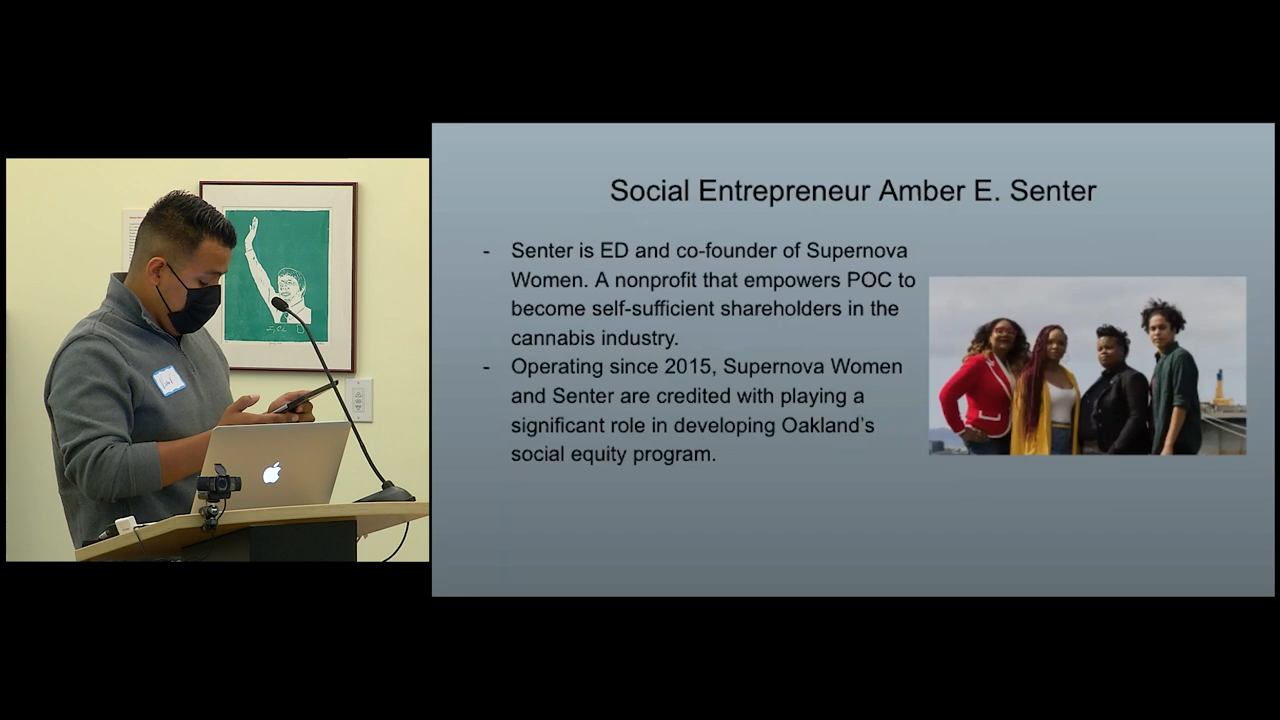 Social Entrepreneur Amber E. Senter
- Senter is ED and co-founder of Supernova
Women. A nonprofit that empowers POC to
become self-sufficient shareholders in the
cannabis industry.
- Operating since 2015, Supernova Women
and Senter are credited with playing a
significant role in developing Oakland's
social equity program.